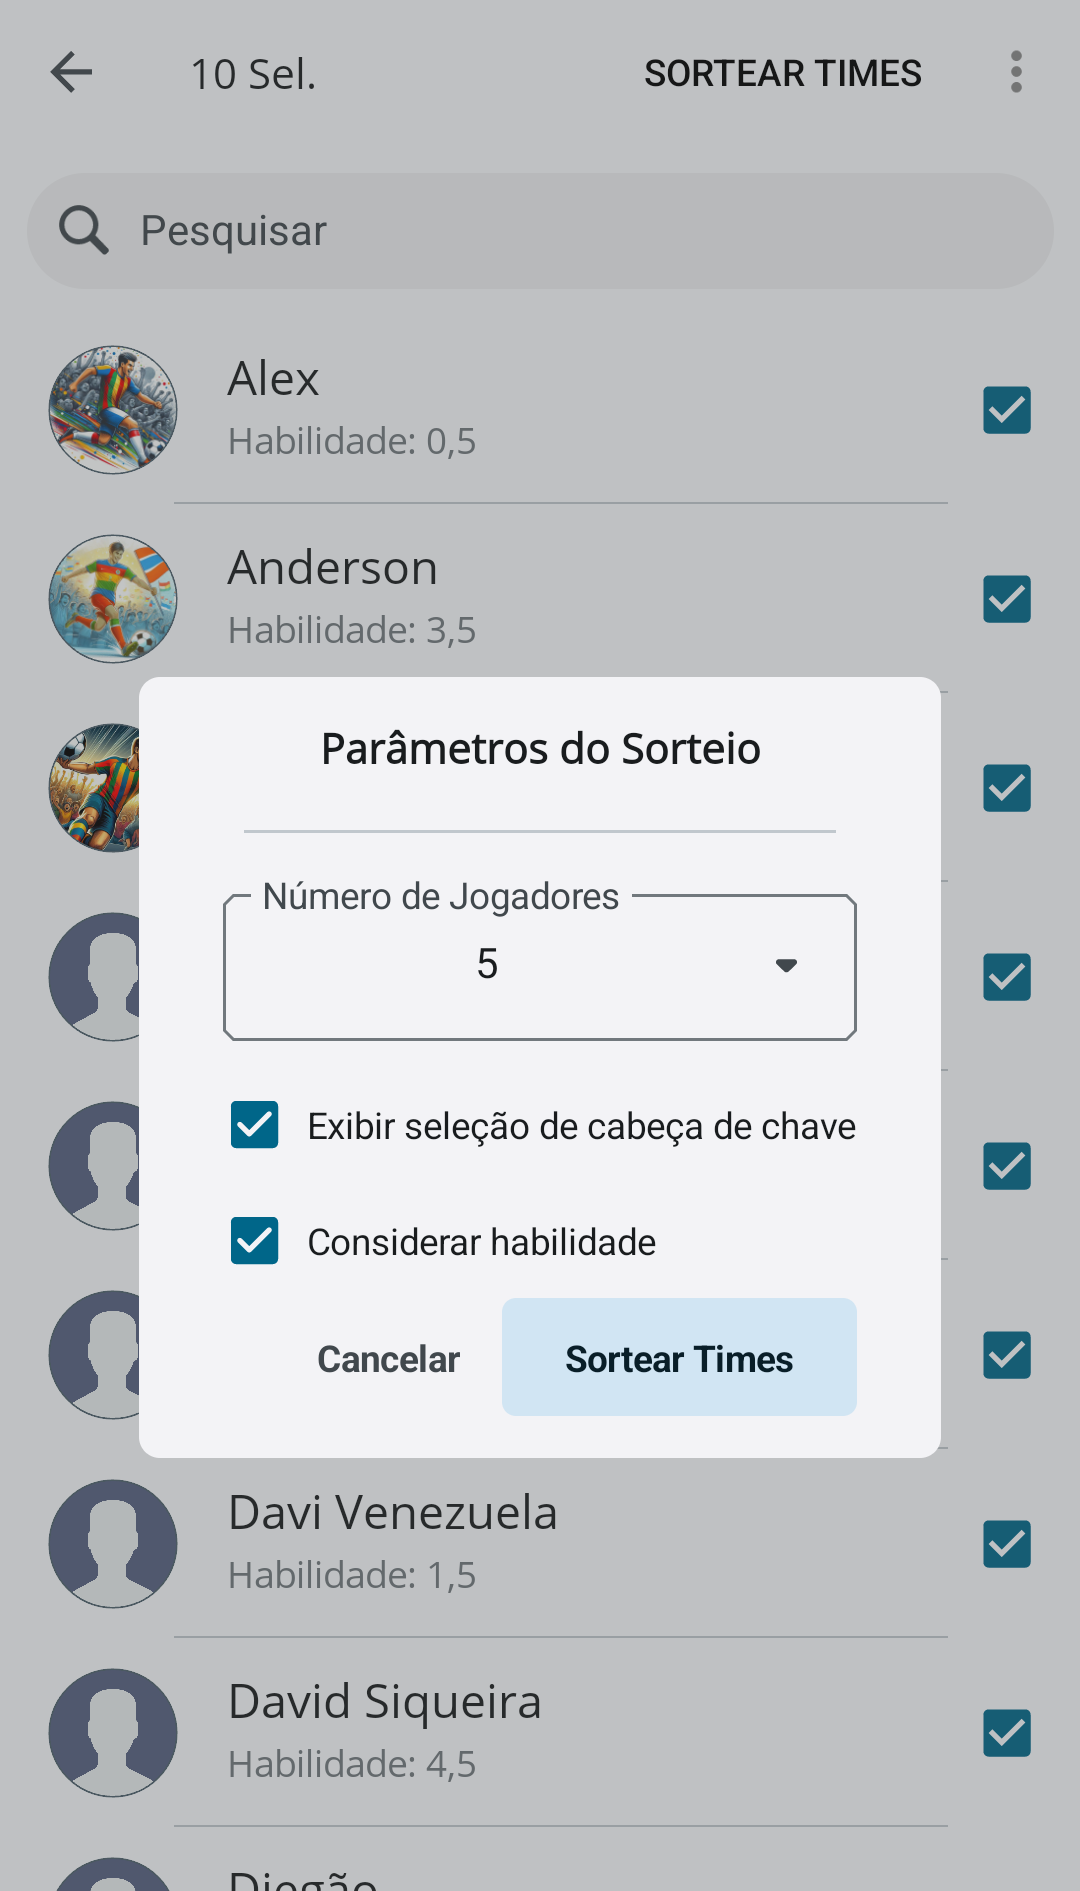 10 Sel.
SORTEAR TIMES
Pesquisar
Alex
Habilidade: 0,5
Anderson
Habilidade: 3,5
Parâmetros do Sorteio
Número de Jogadores
5
Exibir seleção de cabeça de chave
Considerar habilidade
Cancelar
Sortear Times
Davi Venezuela
Habilidade: 1,5
David Siqueira
Habilidade: 4,5
Diegão